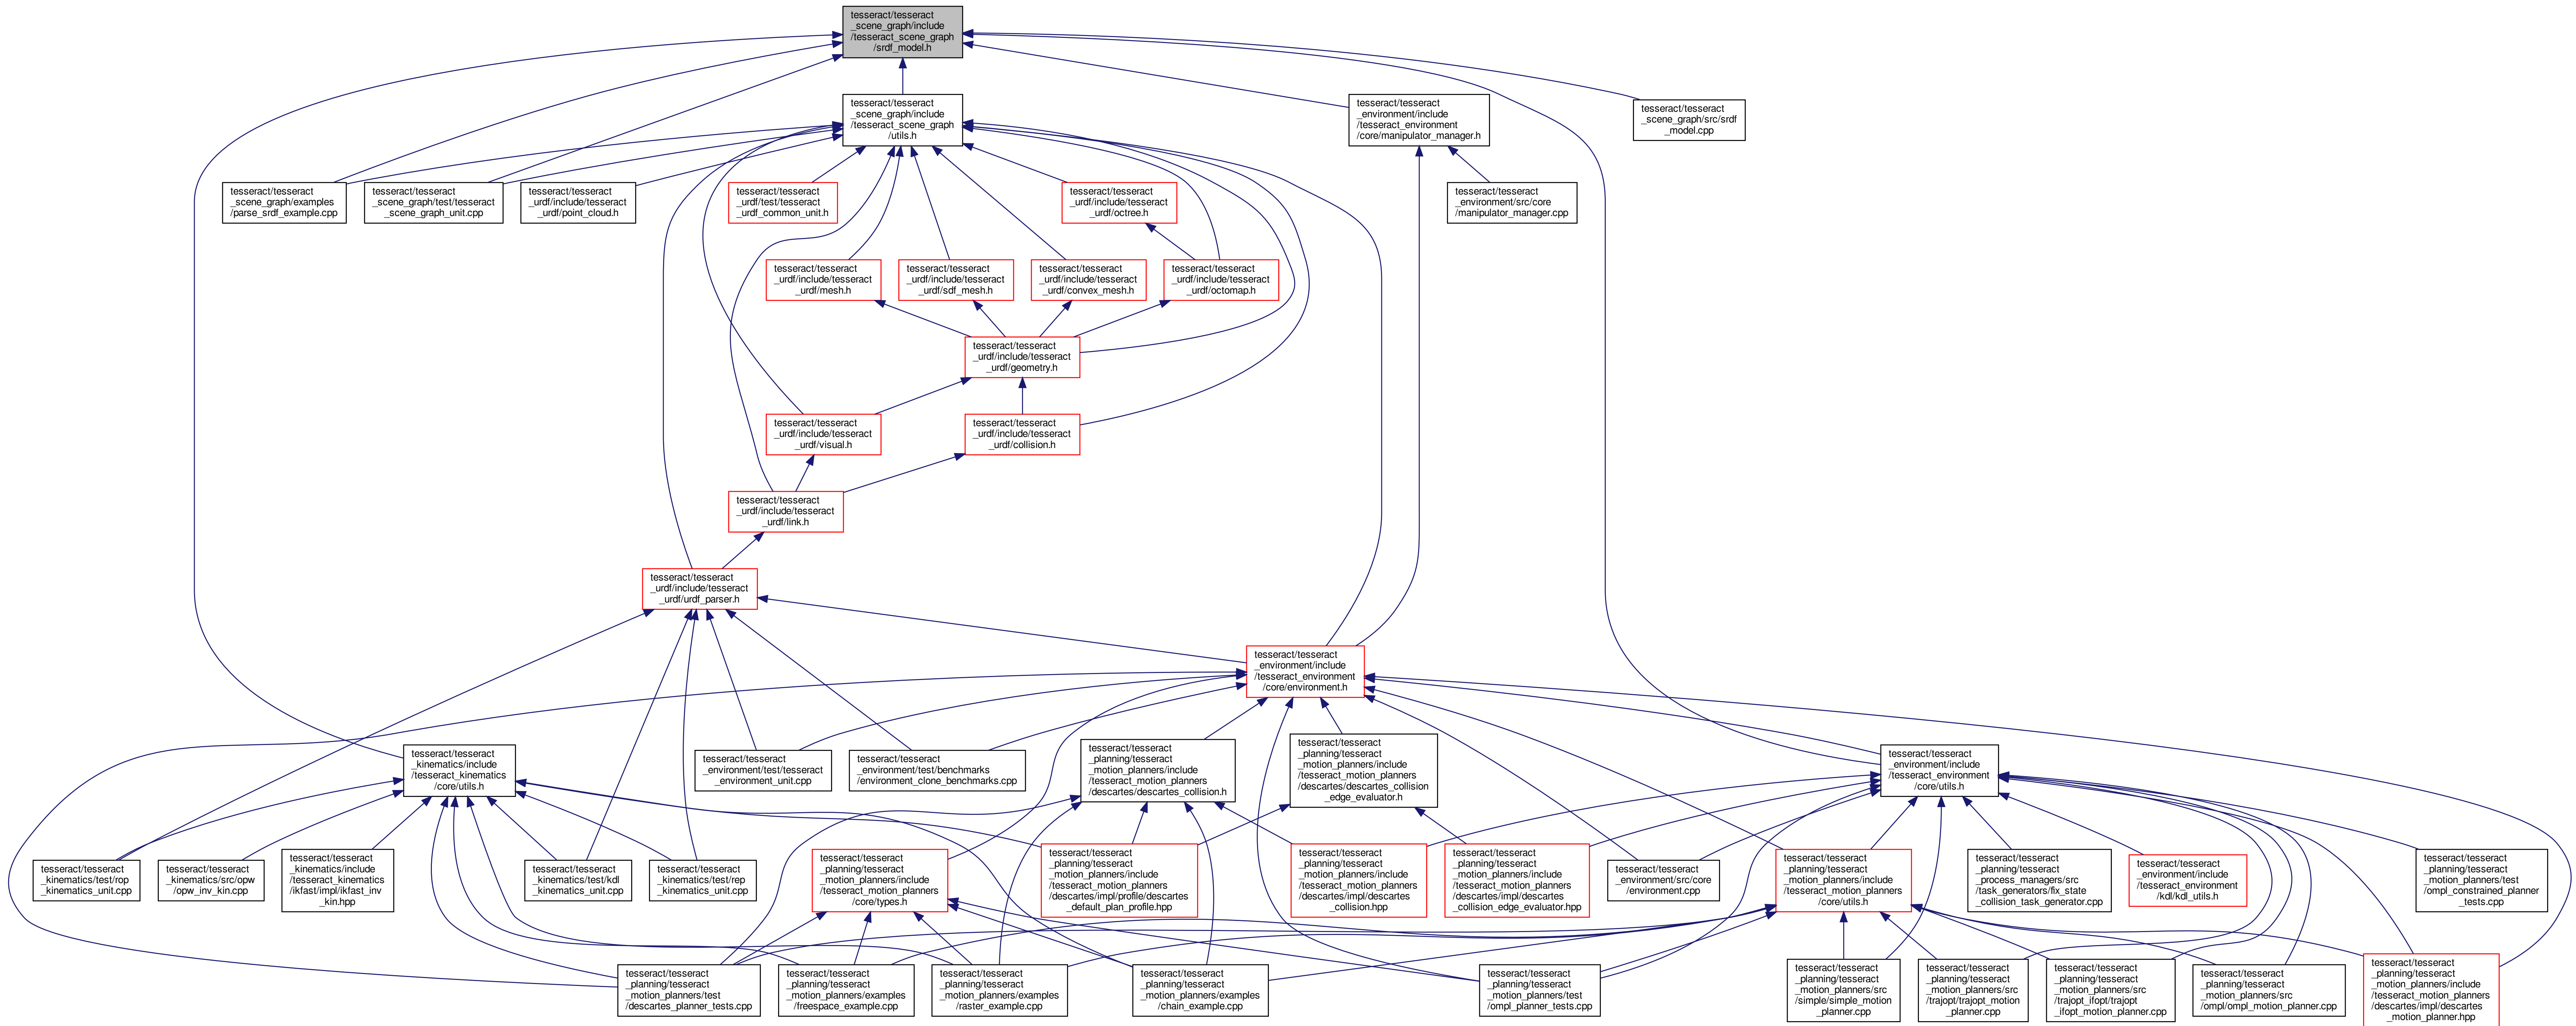 tesseract/tesseract
_scene_graph/include
/tesseract_scene_graph
/srdf_model.h
tesseract/tesseract
_scene_graph/include
/tesseract_scene_graph
/utils.h
tesseract/tesseract
_environment/include
/tesseract_environment
/core/manipulator_manager.h
tesseract/tesseract
_scene_graph/src/srdf
_model.cpp
tesseract/tesseract
_scene_graph/examples
/parse_srdf_example.cpp
tesseract/tesseract
_scene_graph/test/tesseract
_scene_graph_unit.cpp
tesseract/tesseract
_urdf/include/tesseract
_urdf/point_cloud.h
tesseract/tesseract
_urdf/test/tesseract
_urdf_common_unit.h
tesseract/tesseract
_urdf/include/tesseract
_urdf/octree.h
tesseract/tesseract
_environment/src/core
/manipulator_manager.cpp
tesseract/tesseract
_urdf/include/tesseract
_urdf/mesh.h
tesseract/tesseract
_urdf/include/tesseract
_urdf/sdf_mesh.h
tesseract/tesseract
_urdf/include/tesseract
_urdf/convex_mesh.h
tesseract/tesseract
_urdf/include/tesseract
_urdf/octomap.h
tesseract/tesseract
_urdf/include/tesseract
_urdf/geometry.h
tesseract/tesseract
_urdf/include/tesseract
_urdf/visual.h
tesseract/tesseract
_urdf/include/tesseract
_urdf/collision.h
tesseract/tesseract
_urdf/include/tesseract
_urdf/link.h
tesseract/tesseract
_urdf/include/tesseract
_urdf/urdf_parser.h
tesseract/tesseract
_environment/include
/tesseract_environment
/core/environment.h
tesseract/tesseract
_kinematics/include
/tesseract_kinematics
/core/utils.h
tesseract/tesseract
_environment/test/tesseract
_environment_unit.cpp
tesseract/tesseract
_environment/test/benchmarks
/environment_clone_benchmarks.cpp
tesseract/tesseract
_planning/tesseract
_motion_planners/include
/tesseract_motion_planners
/descartes/descartes_collision.h
tesseract/tesseract
_planning/tesseract
_motion_planners/include
/tesseract_motion_planners
/descartes/descartes_collision
_edge_evaluator.h
tesseract/tesseract
_environment/include
/tesseract_environment
/core/utils.h
tesseract/tesseract
_kinematics/test/rop
_kinematics_unit.cpp
tesseract/tesseract
_kinematics/src/opw
/opw_inv_kin.cpp
tesseract/tesseract
_kinematics/include
/tesseract_kinematics
/ikfast/impl/ikfast_inv
_kin.hpp
tesseract/tesseract
_kinematics/test/kdl
_kinematics_unit.cpp
tesseract/tesseract
_kinematics/test/rep
_kinematics_unit.cpp
tesseract/tesseract
_planning/tesseract
_motion_planners/include
/tesseract_motion_planners
/core/types.h
tesseract/tesseract
_planning/tesseract
_motion_planners/include
/tesseract_motion_planners
/descartes/impl/profile/descartes
_default_plan_profile.hpp
tesseract/tesseract
_planning/tesseract
_motion_planners/include
/tesseract_motion_planners
/descartes/impl/descartes
_collision.hpp
tesseract/tesseract
_planning/tesseract
_motion_planners/include
/tesseract_motion_planners
/descartes/impl/descartes
_collision_edge_evaluator.hpp
tesseract/tesseract
_environment/src/core
/environment.cpp
tesseract/tesseract
_planning/tesseract
_motion_planners/include
/tesseract_motion_planners
/core/utils.h
tesseract/tesseract
_planning/tesseract
_process_managers/src
/task_generators/fix_state
_collision_task_generator.cpp
tesseract/tesseract
_environment/include
/tesseract_environment
/kdl/kdl_utils.h
tesseract/tesseract
_planning/tesseract
_motion_planners/test
/ompl_constrained_planner
_tests.cpp
tesseract/tesseract
_planning/tesseract
_motion_planners/test
/descartes_planner_tests.cpp
tesseract/tesseract
_planning/tesseract
_motion_planners/examples
/freespace_example.cpp
tesseract/tesseract
_planning/tesseract
_motion_planners/examples
/raster_example.cpp
tesseract/tesseract
_planning/tesseract
_motion_planners/examples
/chain_example.cpp
tesseract/tesseract
_planning/tesseract
_motion_planners/test
/ompl_planner_tests.cpp
tesseract/tesseract
_planning/tesseract
_motion_planners/src
/simple/simple_motion
_planner.cpp
tesseract/tesseract
_planning/tesseract
_motion_planners/src
/trajopt/trajopt_motion
_planner.cpp
tesseract/tesseract
_planning/tesseract
_motion_planners/src
/trajopt_ifopt/trajopt
_ifopt_motion_planner.cpp
tesseract/tesseract
_planning/tesseract
_motion_planners/src
/ompl/ompl_motion_planner.cpp
tesseract/tesseract
_planning/tesseract
_motion_planners/include
/tesseract_motion_planners
/descartes/impl/descartes
_motion_planner.hpp